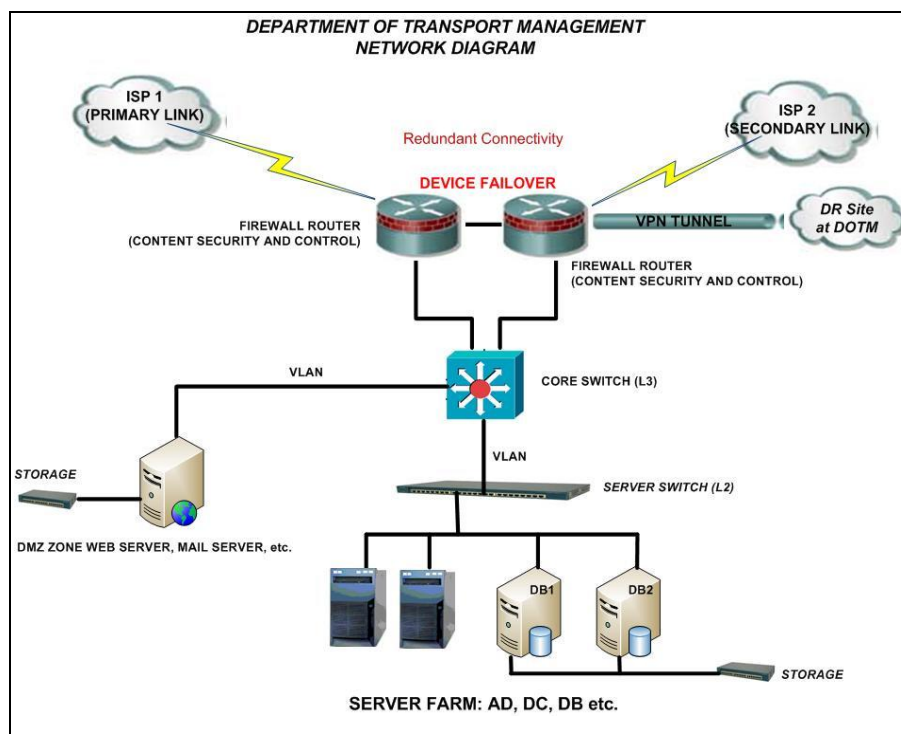 DEPARTMENT OF TRANSPORT MANAGEMENT
NETWORK DIAGRAM
ISP 1
(PRIMARY LINK)
ISP 2
(SECONDARY LINK)
Redundant Connectivity
DEVICE FAILOVER
FIREWALL ROUTER
(CONTENT SECURITY AND CONTROL)
VPN TUNNEL
DR Site
at DOTM
FIREWALL ROUTER
(CONTENT SECURITY AND CONTROL)
VLAN
CORE SWITCH (L3)
VLAN
STORAGE
SERVER SWITCH (L2)
DMZ ZONE WEB SERVER, MAIL SERVER, etc.
DB1
DB2
STORAGE
SERVER FARM: AD, DC, DB etc.